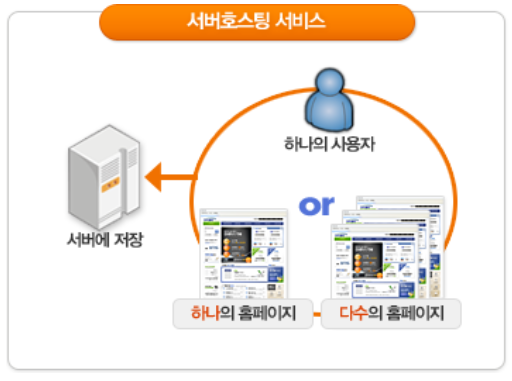 서버호스팅 서비스
하나의 사용자
서버에 저장
or
하나의 홈페이지
다수의 홈페이지